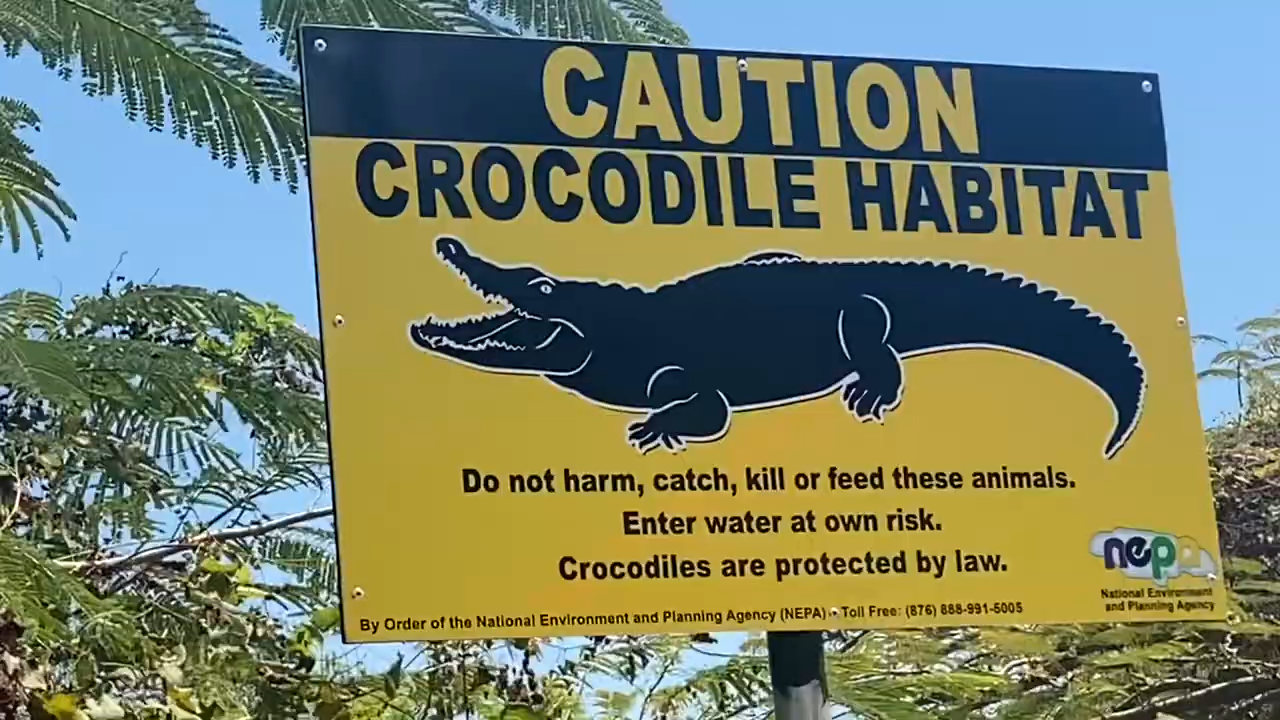 CAUTION
CROCODILE HABITAT
Do not harm, catch, kill or feed these animals.
Enter water at own risk.
Crocodiles are protected by law.
nepa
National Environment
and Planning Agency
By Order of the National Environment and Planning Agency (NEPA) • Toll Free: (876) 888-991-5005